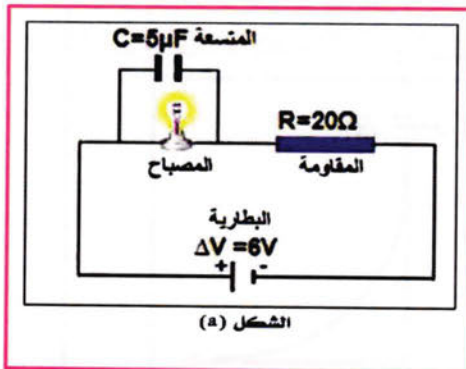 المتسعة C=5µF
R=20Ω
المصباح
المقاومة
البطارية
ΔV =6V
+ -
الشكل (a)